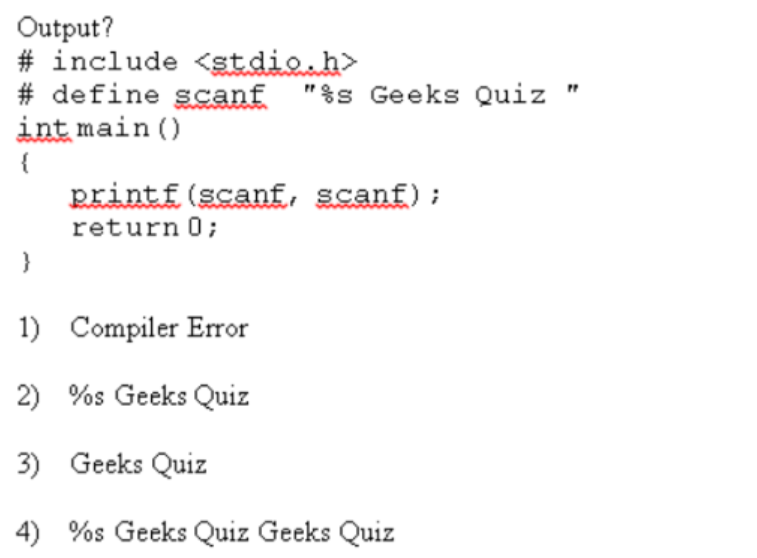 Output?
# include <stdio.h>
# define scanf "%s Geeks Quiz "
int main()
{
printf(scanf, scanf);
return 0;
}
1) Compiler Error
2) %s Geeks Quiz
3) Geeks Quiz
4) %s Geeks Quiz Geeks Quiz